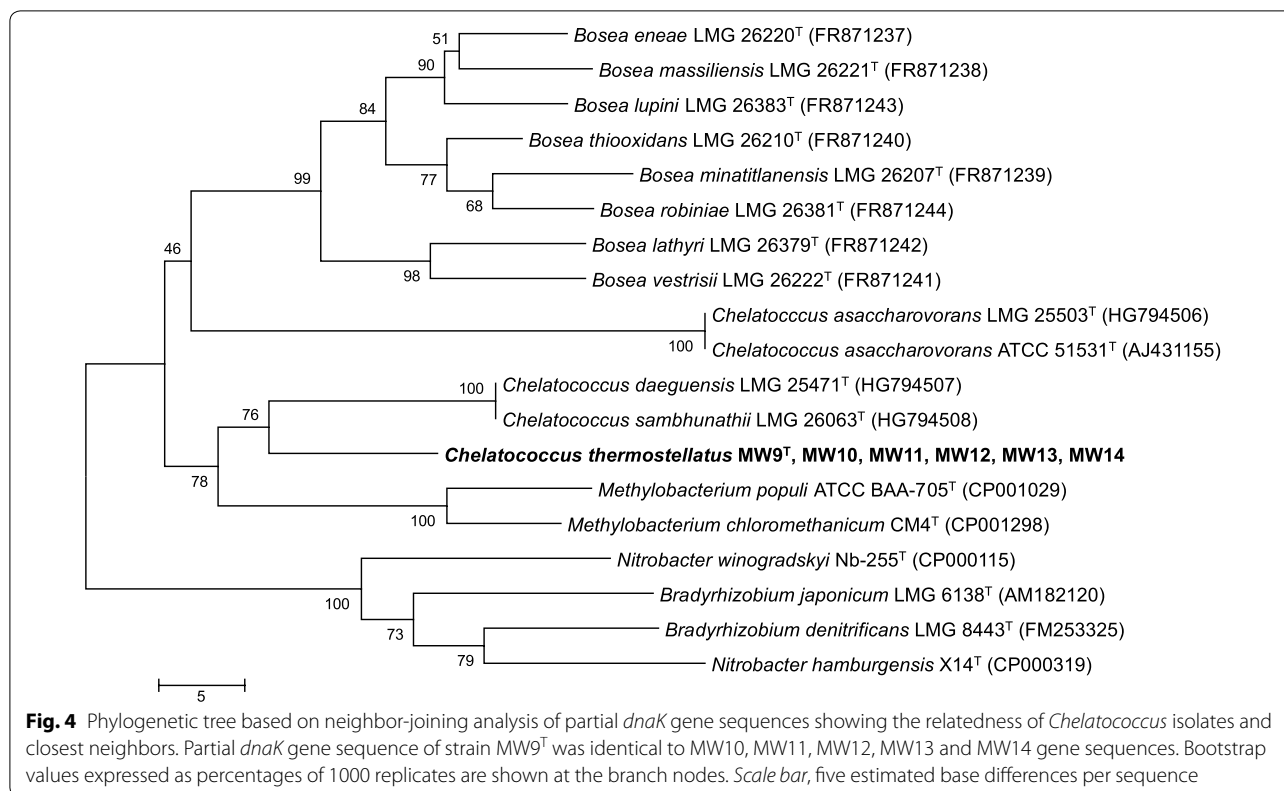 51
Bosea eneae LMG 26220ᵀ (FR871237)
90
Bosea massiliensis LMG 26221ᵀ (FR871238)
84
Bosea lupini LMG 26383ᵀ (FR871243)
Bosea thiooxidans LMG 26210ᵀ (FR871240)
99
77
Bosea minatitlanensis LMG 26207ᵀ (FR871239)
68
Bosea robiniae LMG 26381ᵀ (FR871244)
46
Bosea lathyri LMG 26379ᵀ (FR871242)
98
Bosea vestrisii LMG 26222ᵀ (FR871241)
Chelatocccus asaccharovorans LMG 25503ᵀ (HG794506)
100
Chelatococcus asaccharovorans ATCC 51531ᵀ (AJ431155)
100
Chelatococcus daeguensis LMG 25471ᵀ (HG794507)
76
Chelatococcus sambhunathii LMG 26063ᵀ (HG794508)
Chelatococcus thermostellatus MW9ᵀ, MW10, MW11, MW12, MW13, MW14
78
Methylobacterium populi ATCC BAA-705ᵀ (CP001029)
100
Methylobacterium chloromethanicum CM4ᵀ (CP001298)
Nitrobacter winogradskyi Nb-255ᵀ (CP000115)
100
Bradyrhizobium japonicum LMG 6138ᵀ (AM182120)
73
Bradyrhizobium denitrificans LMG 8443ᵀ (FM253325)
79
Nitrobacter hamburgensis X14ᵀ (CP000319)
5
Fig. 4 Phylogenetic tree based on neighbor-joining analysis of partial dnaK gene sequences showing the relatedness of Chelatococcus isolates and
closest neighbors. Partial dnaK gene sequence of strain MW9ᵀ was identical to MW10, MW11, MW12, MW13 and MW14 gene sequences. Bootstrap
values expressed as percentages of 1000 replicates are shown at the branch nodes. Scale bar, five estimated base differences per sequence